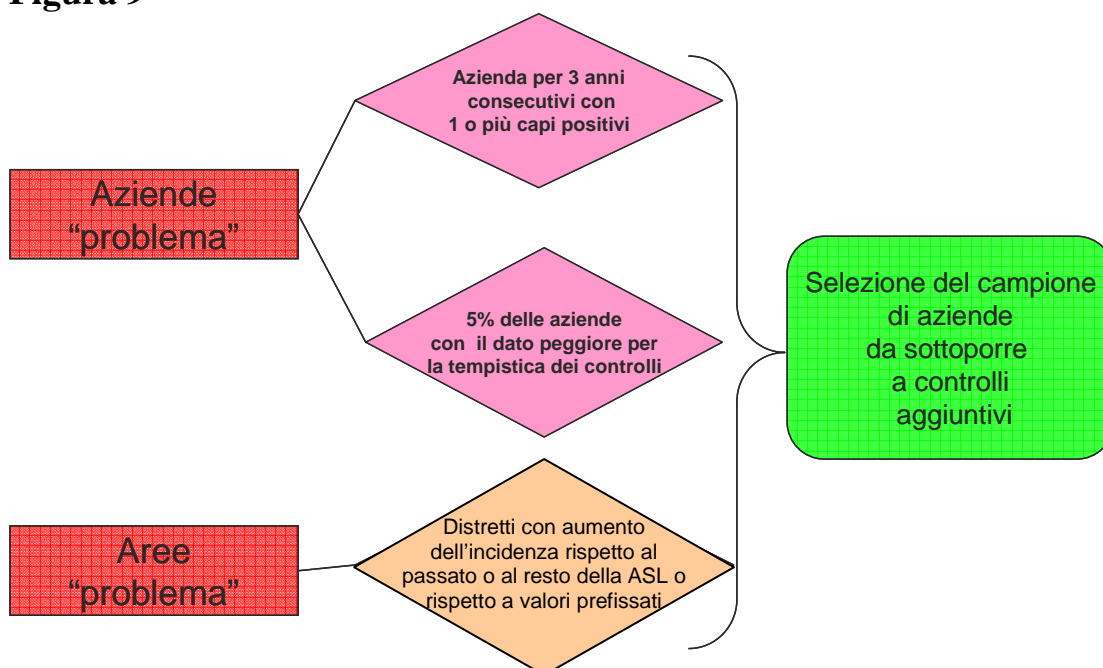 Figura 9
Azienda per 3 anni
consecutivi con
1 o più capi positivi
Aziende
“problema”
5% delle aziende
con il dato peggiore per
la tempistica dei controlli
Selezione del campione
di aziende
da sottoporre
a controlli
aggiuntivi
Aree
“problema”
Distretti con aumento
dell’incidenza rispetto al
passato o al resto della ASL o
rispetto a valori prefissati